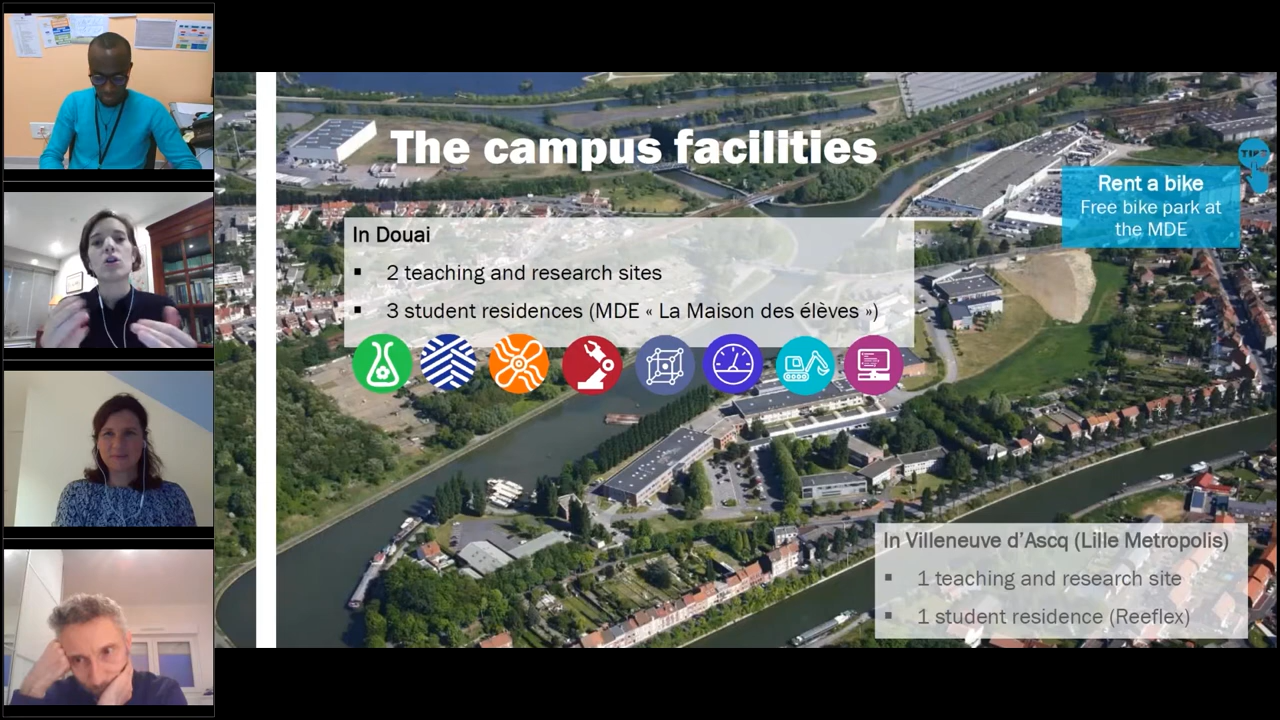 The campus facilities
TIPS
Rent a bike
Free bike park at
the MDE
In Douai
▪ 2 teaching and research sites
▪ 3 student residences (MDE « La Maison des élèves »)
In Villeneuve d’Ascq (Lille Metropolis)
▪ 1 teaching and research site
▪ 1 student residence (Reeflex)